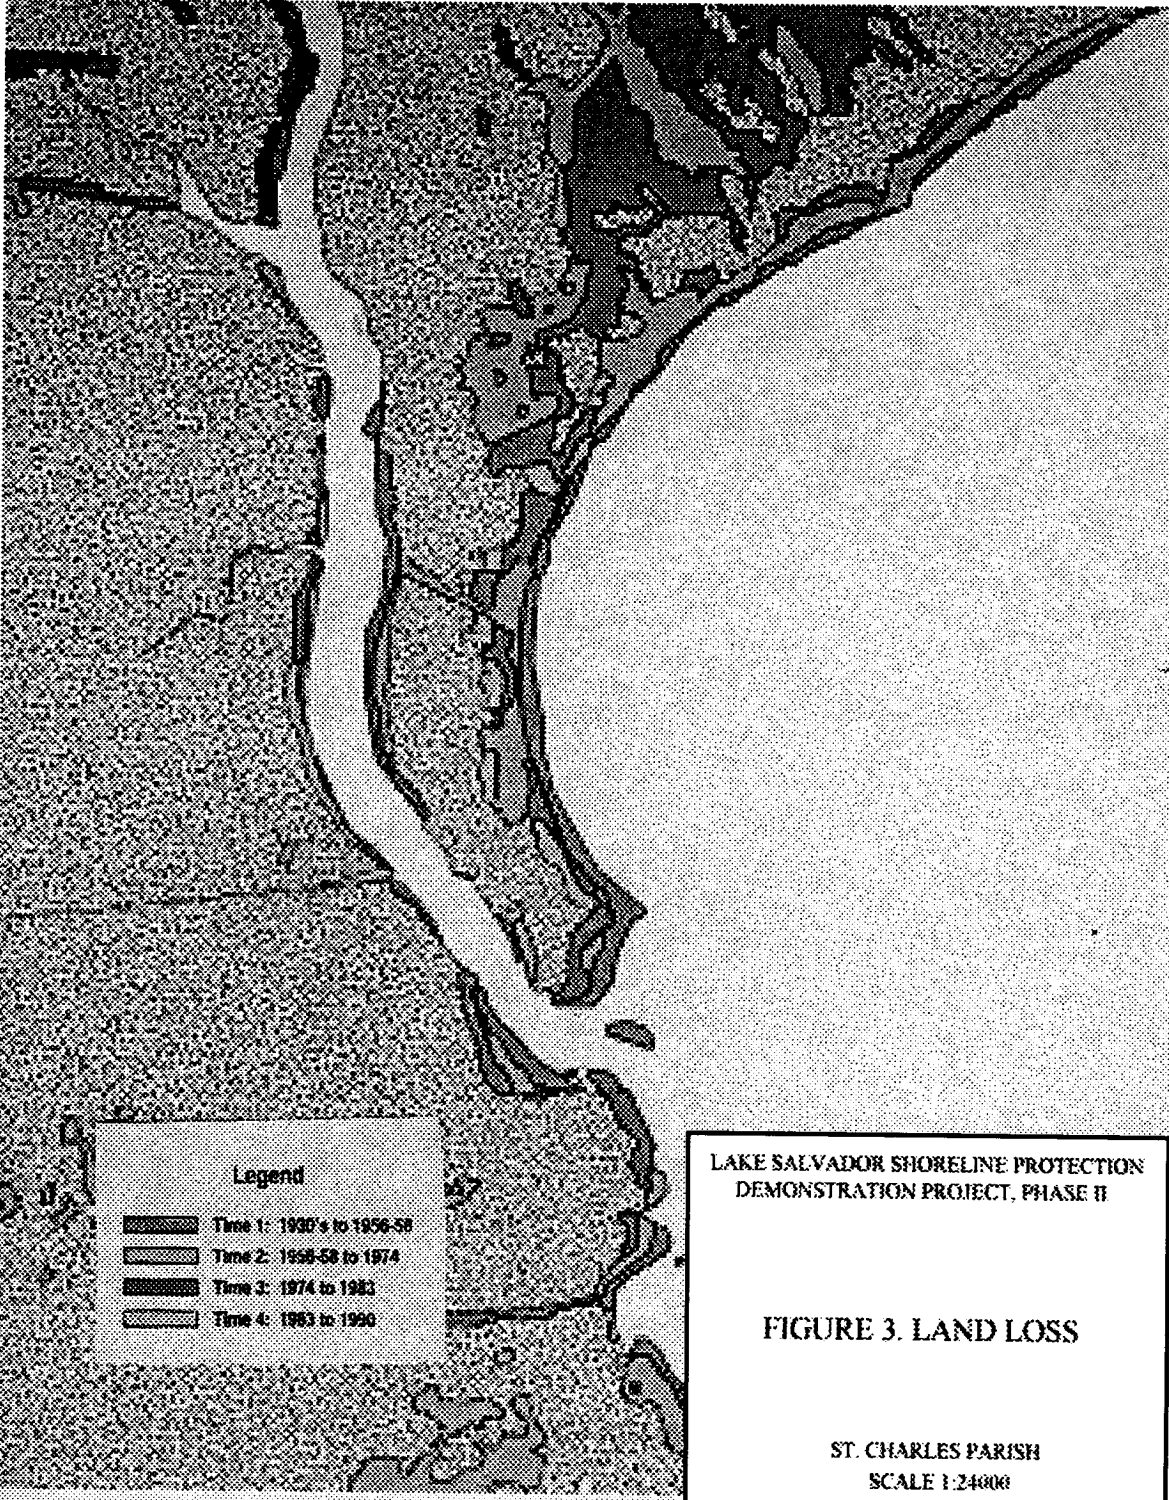 Legend
Time 1: 1930's to 1956-58
Time 2: 1956-58 to 1974
Time 3: 1974 to 1983
Time 4: 1983 to 1990
LAKE SALVADOR SHORELINE PROTECTION
DEMONSTRATION PROJECT, PHASE II
FIGURE 3. LAND LOSS
ST. CHARLES PARISH
SCALE 1:24000